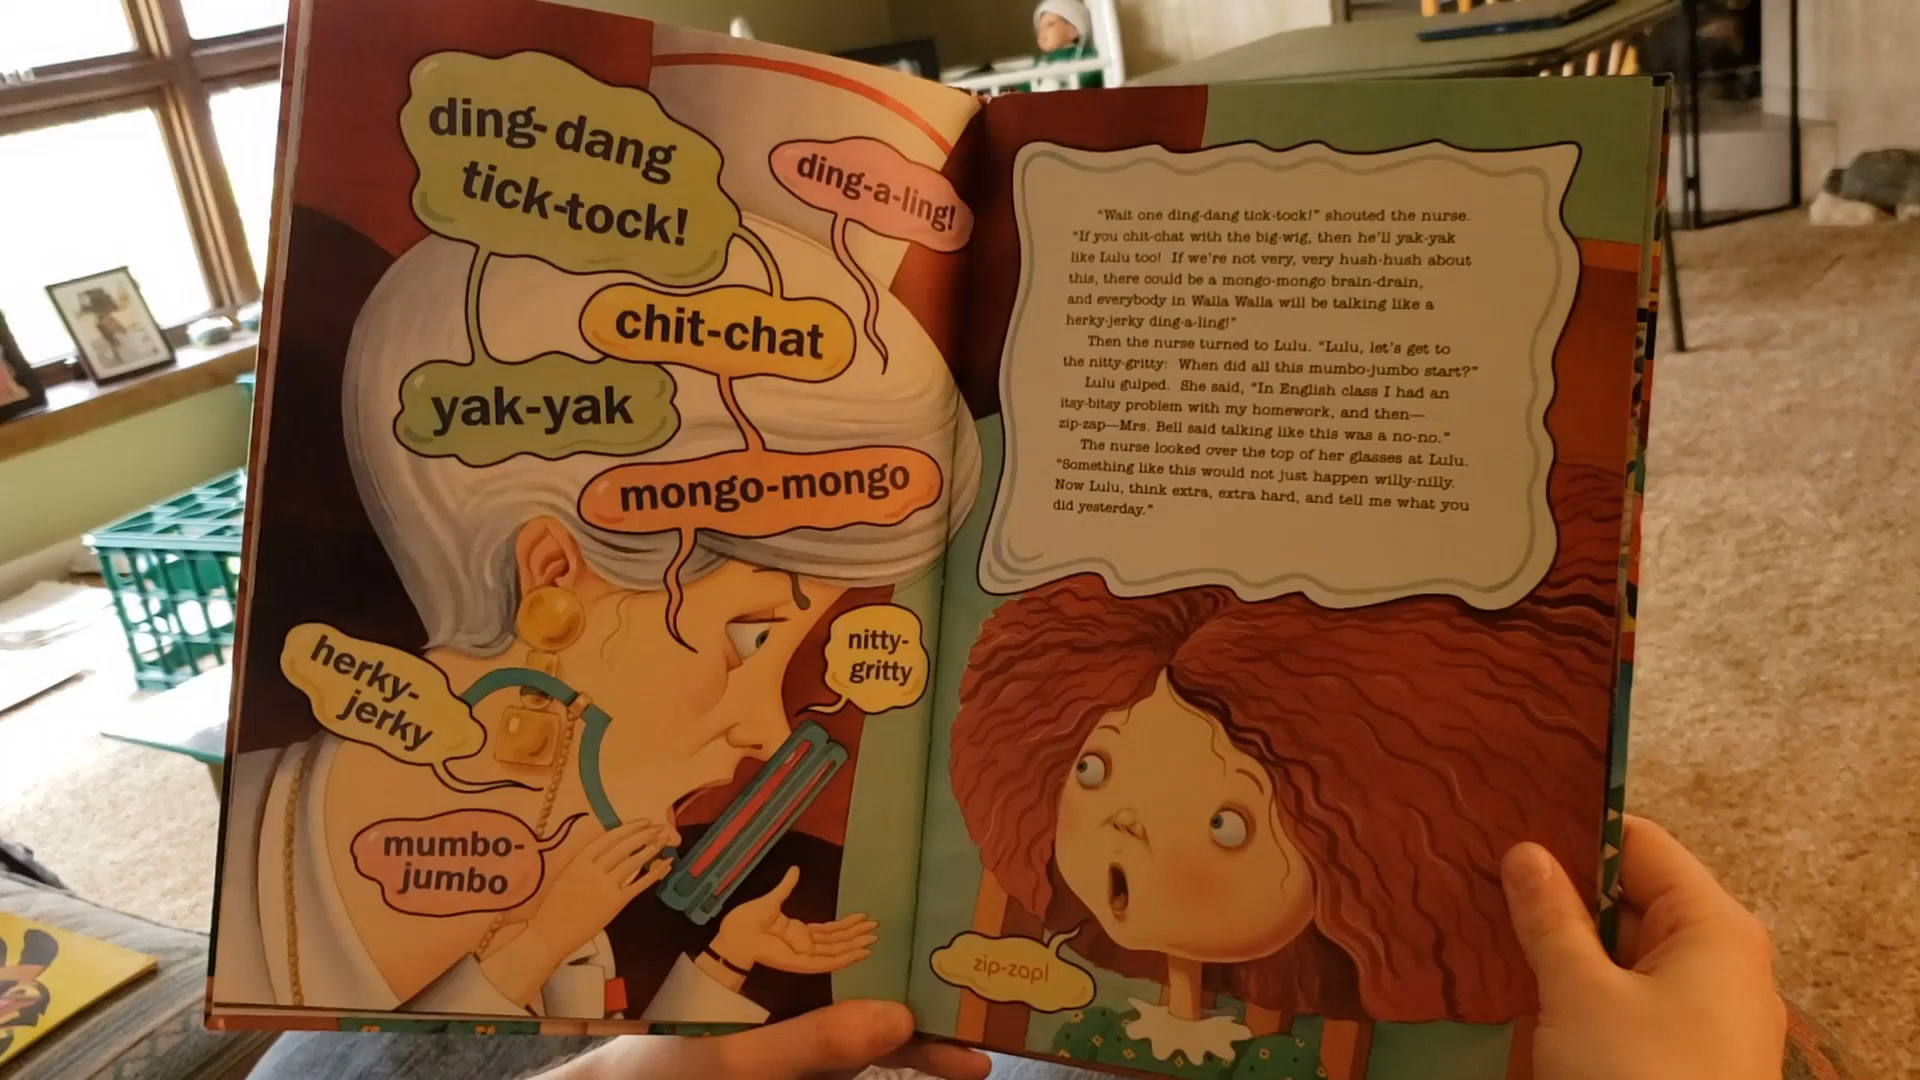 ding-dang
tick-tock!
ding-a-ling!
chit-chat
yak-yak
mongo-mongo
herky-
jerky
nitty-
gritty
mumbo-
jumbo
"Wait one ding-dang tick-tock!" shouted the nurse.
"If you chit-chat with the big-wig, then he'll yak-yak
like Lulu too!  If we're not very, very hush-hush about
this, there could be a mongo-mongo brain-drain,
and everybody in Walla Walla will be talking like a
herky-jerky ding-a-ling!"
Then the nurse turned to Lulu. "Lulu, let's get to
the nitty-gritty:  When did all this mumbo-jumbo start?"
Lulu gulped.  She said, "In English class I had an
itsy-bitsy problem with my homework, and then—
zip-zap—Mrs. Bell said talking like this was a no-no."
The nurse looked over the top of her glasses at Lulu.
"Something like this would not just happen willy-nilly.
Now Lulu, think extra, extra hard, and tell me what you
did yesterday."
zip-zap!